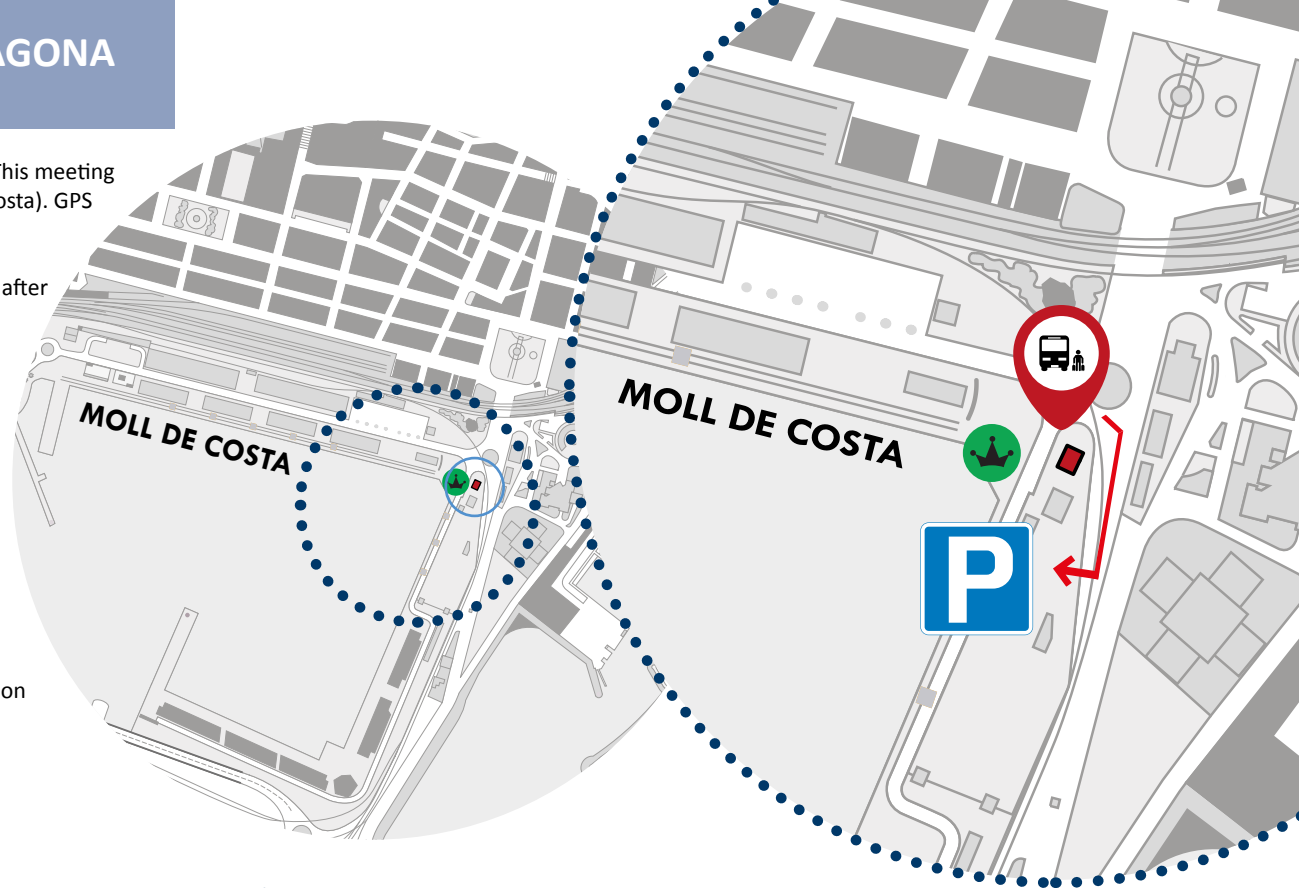 AGONA
This meeting
osta). GPS
after
on
MOLL DE COSTA
MOLL DE COSTA
P